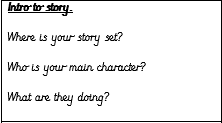 Intro to story.
Where is your story set?
Who is your main character?
What are they doing?